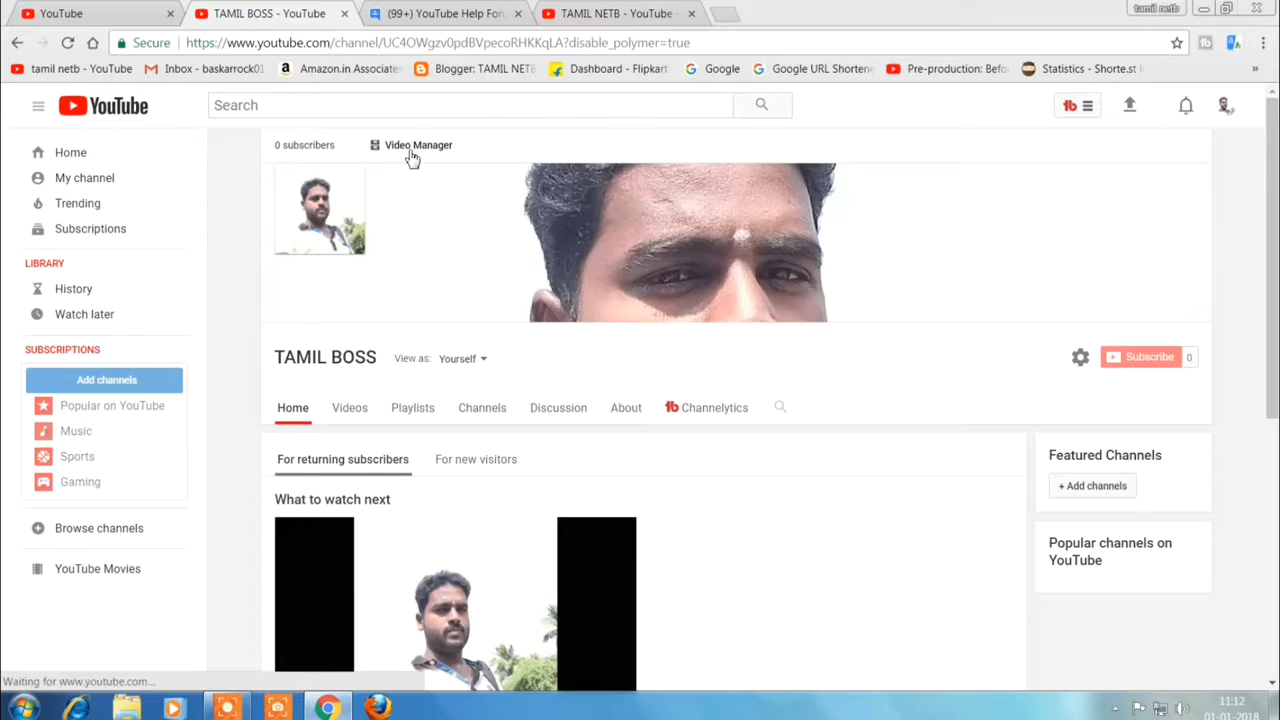 YouTube
TAMIL BOSS - YouTube
(99+) YouTube Help For
TAMIL NETB - YouTube
tamil netb
Secure
https://www.youtube.com/channel/UC4OWgzv0pdBVpecoRHKKqLA?disable_polymer=true
tamil netb - YouTube
Inbox - baskarrock01
Amazon.in Associate
Blogger: TAMIL NETB
Dashboard - Flipkart
Google
Google URL Shortene
Pre-production: Befo
Statistics - Shorte.st
»
YouTube
Search
tb
0 subscribers
Video Manager
Home
My channel
Trending
Subscriptions
LIBRARY
History
Watch later
SUBSCRIPTIONS
Add channels
Popular on YouTube
Music
Sports
Gaming
Browse channels
YouTube Movies
TAMIL BOSS
View as:
Yourself
Subscribe
0
Home
Videos
Playlists
Channels
Discussion
About
tb Channelytics
For returning subscribers
For new visitors
What to watch next
Featured Channels
+ Add channels
Popular channels on
YouTube
Waiting for www.youtube.com...
11:12
01-01-2018